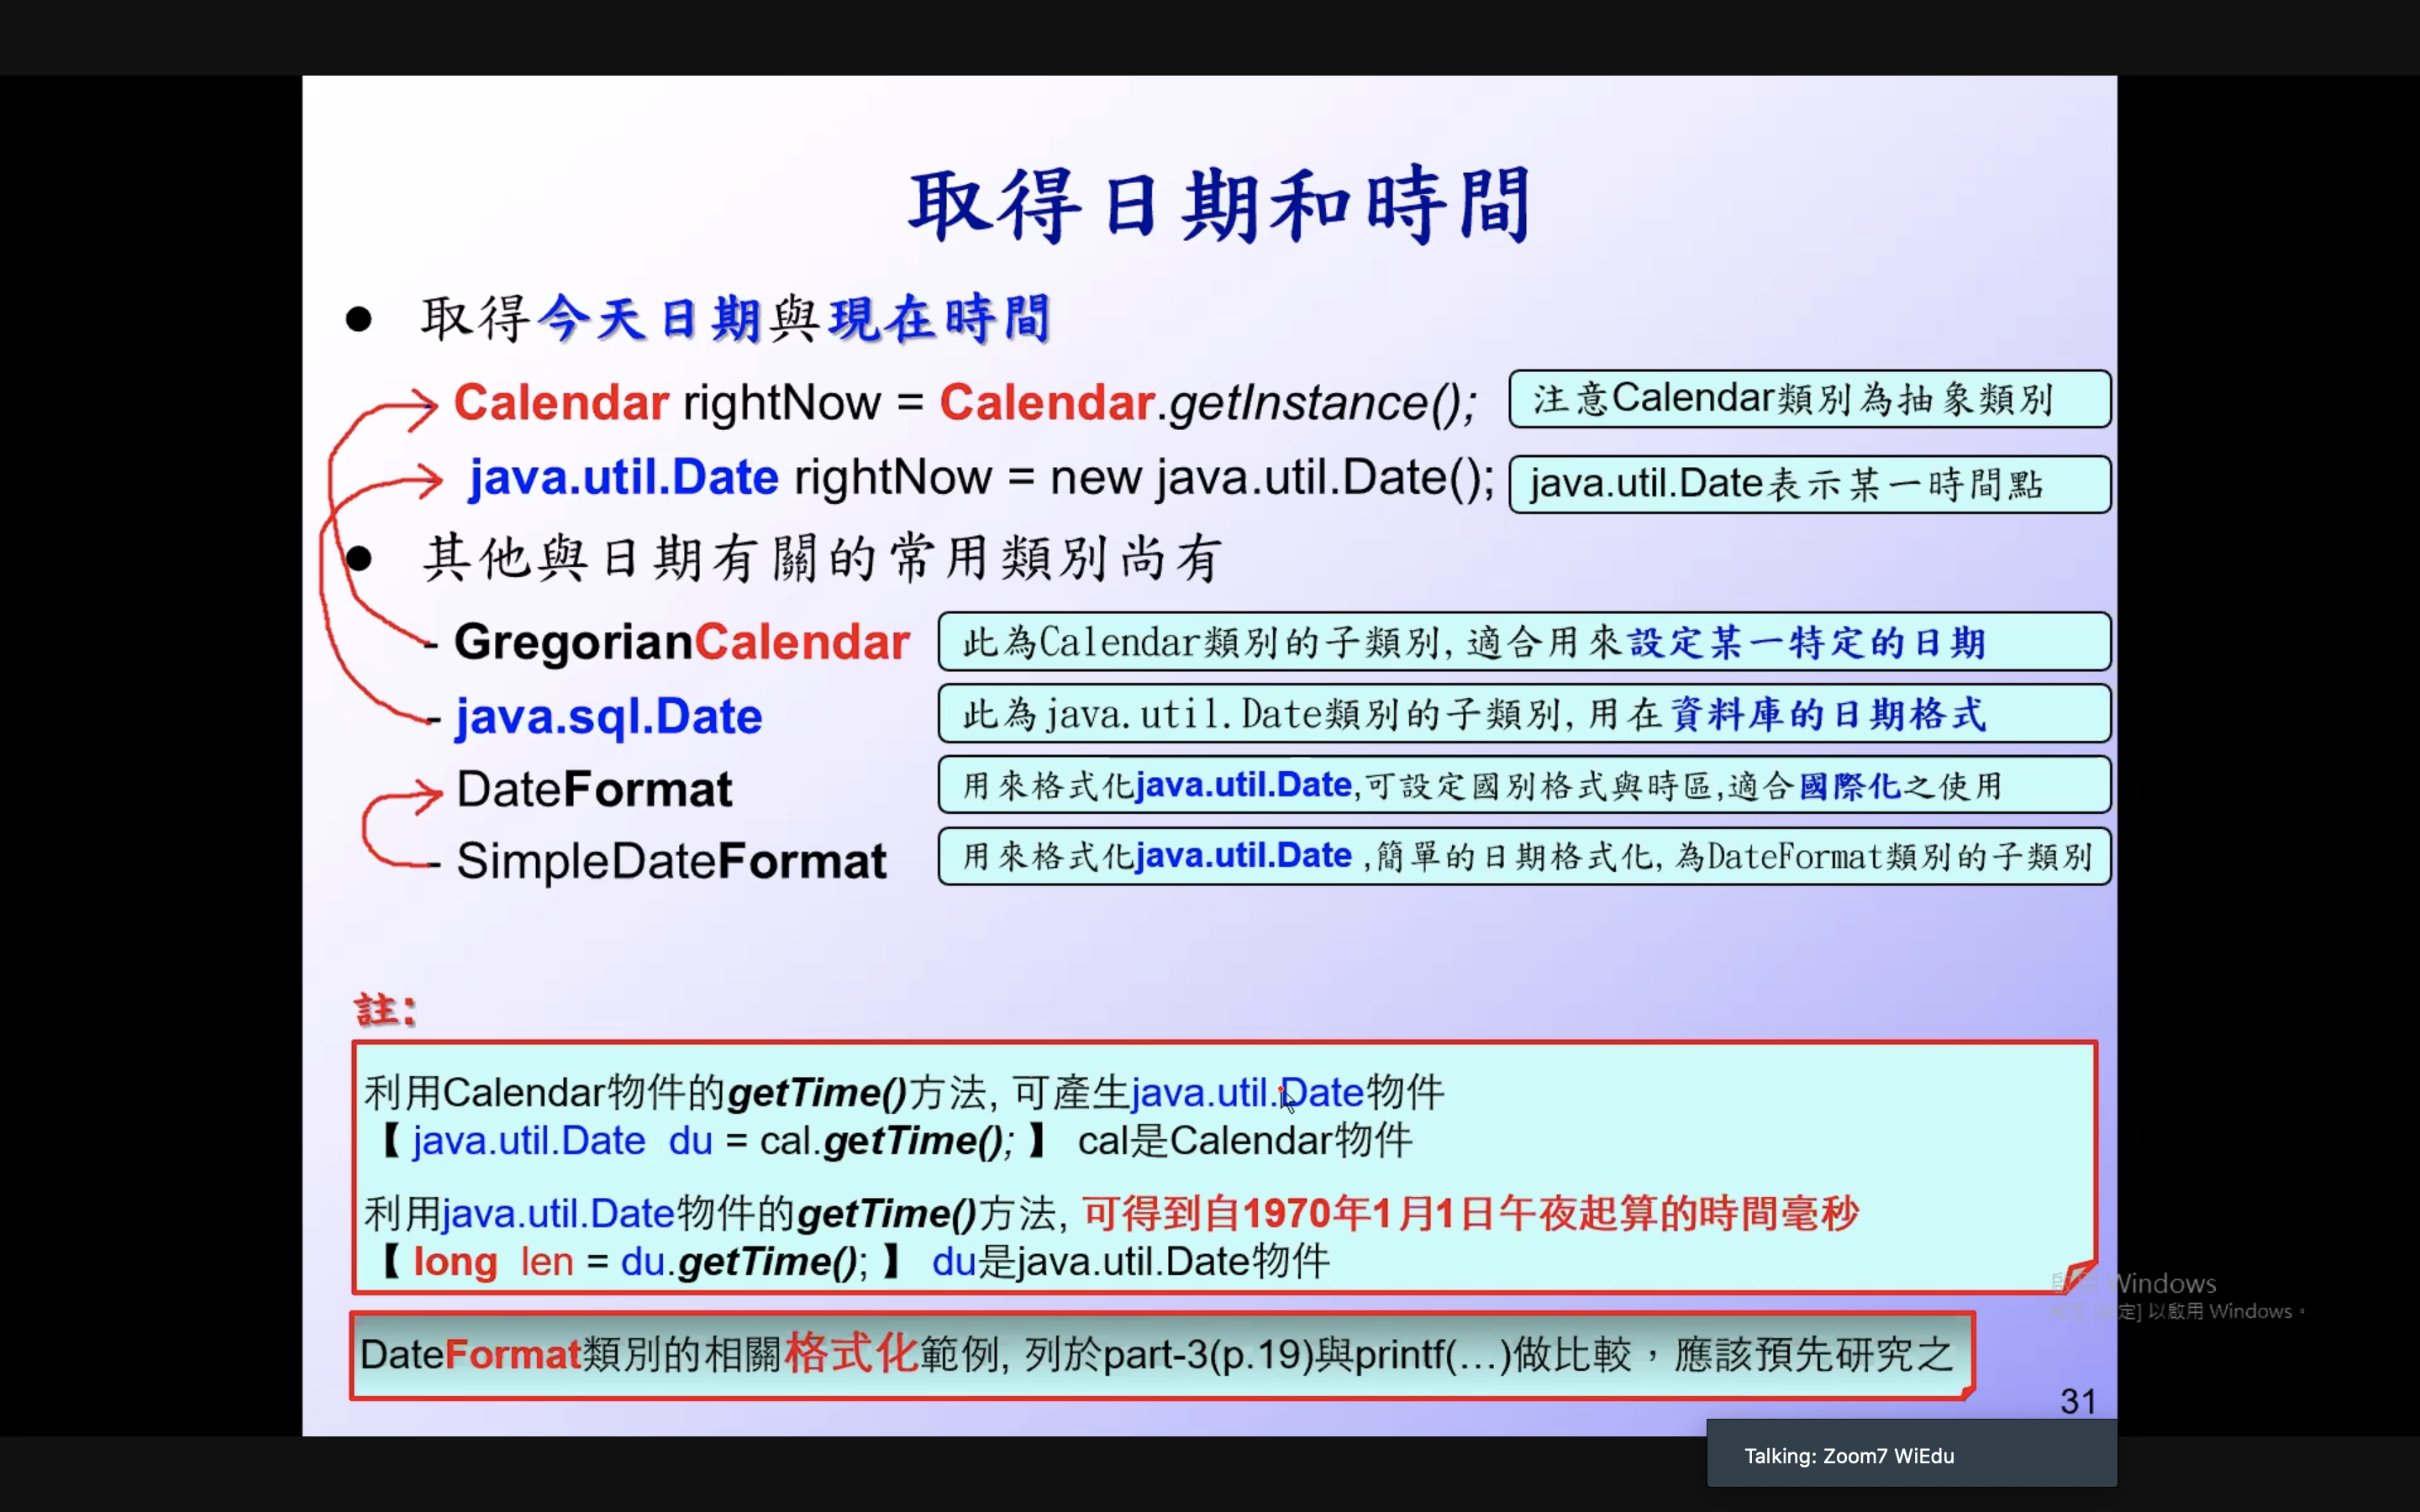 取得日期和時間
● 取得今天日期與現在時間
Calendar rightNow = Calendar.getInstance(); 注意Calendar類別為抽象類別
java.util.Date rightNow = new java.util.Date(); java.util.Date表示某一時間點
● 其他與日期有關的常用類別尚有
- GregorianCalendar 此為Calendar類別的子類別, 適合用來設定某一特定的日期
- java.sql.Date 此為java.util.Date類別的子類別, 用在資料庫的日期格式
- DateFormat 用來格式化java.util.Date,可設定國別格式與時區,適合國際化之使用
- SimpleDateFormat 用來格式化java.util.Date ,簡單的日期格式化, 為DateFormat類別的子類別
註:
利用Calendar物件的getTime()方法, 可產生java.util.Date物件
【 java.util.Date du = cal.getTime(); 】 cal是Calendar物件
利用java.util.Date物件的getTime()方法, 可得到自1970年1月1日午夜起算的時間毫秒
【 long len = du.getTime(); 】 du是java.util.Date物件
Windows
定] 以啟用 Windows。
DateFormat類別的相關格式化範例, 列於part-3(p.19)與printf(…)做比較，應該預先研究之
31
Talking: Zoom7 WiEdu